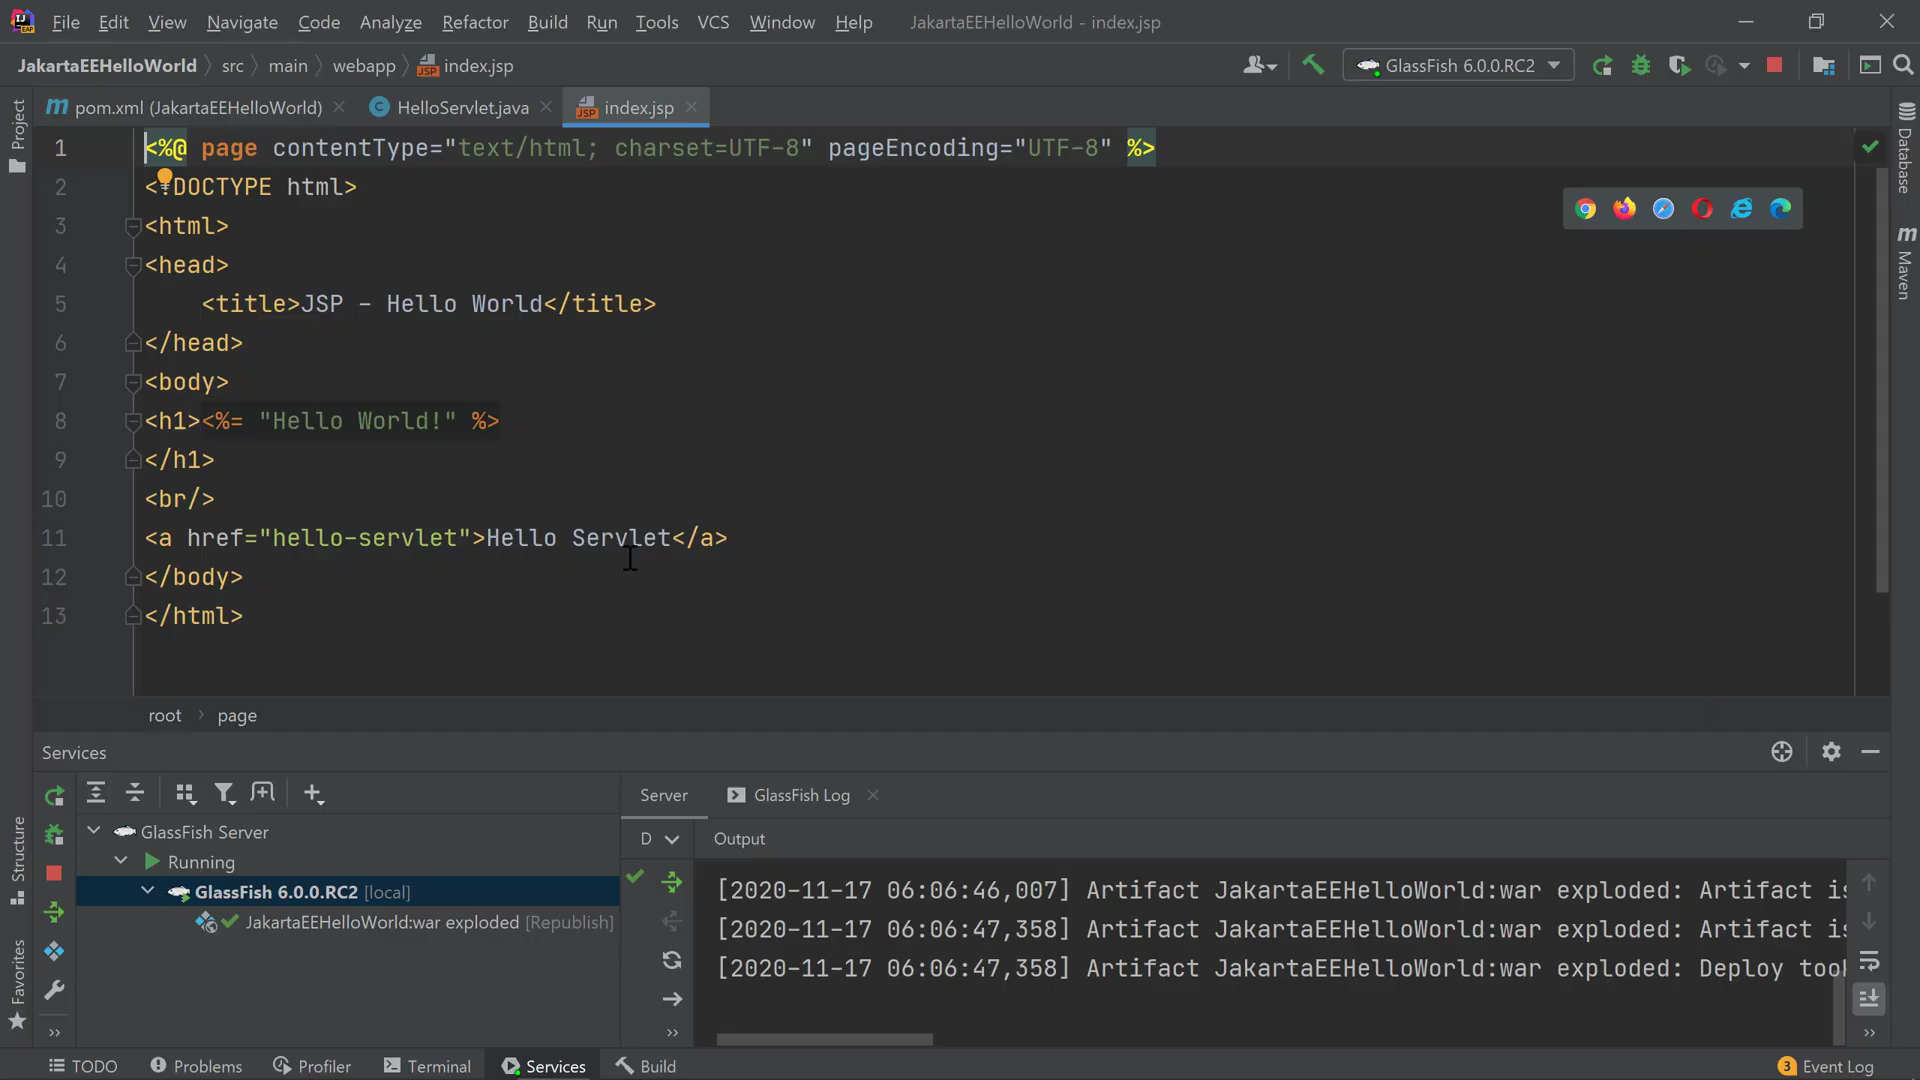 File Edit View Navigate Code Analyze Refactor Build Run Tools VCS Window Help JakartaEEHelloWorld - index.jsp
JakartaEEHelloWorld src main webapp index.jsp GlassFish 6.0.0.RC2
pom.xml (JakartaEEHelloWorld) HelloServlet.java index.jsp
Project
Database
Maven
1 <%@ page contentType="text/html; charset=UTF-8" pageEncoding="UTF-8" %>
2 <!DOCTYPE html>
3 <html>
4 <head>
5 <title>JSP - Hello World</title>
6 </head>
7 <body>
8 <h1><%= "Hello World!" %>
9 </h1>
10 <br/>
11 <a href="hello-servlet">Hello Servlet</a>
12 </body>
13 </html>
root page
Services
Structure
Favorites
GlassFish Server
Running
GlassFish 6.0.0.RC2 [local]
JakartaEEHelloWorld:war exploded [Republish]
Server GlassFish Log
D Output
[2020-11-17 06:06:46,007] Artifact JakartaEEHelloWorld:war exploded: Artifact is
[2020-11-17 06:06:47,358] Artifact JakartaEEHelloWorld:war exploded: Artifact is
[2020-11-17 06:06:47,358] Artifact JakartaEEHelloWorld:war exploded: Deploy took
TODO Problems Profiler Terminal Services Build 3 Event Log